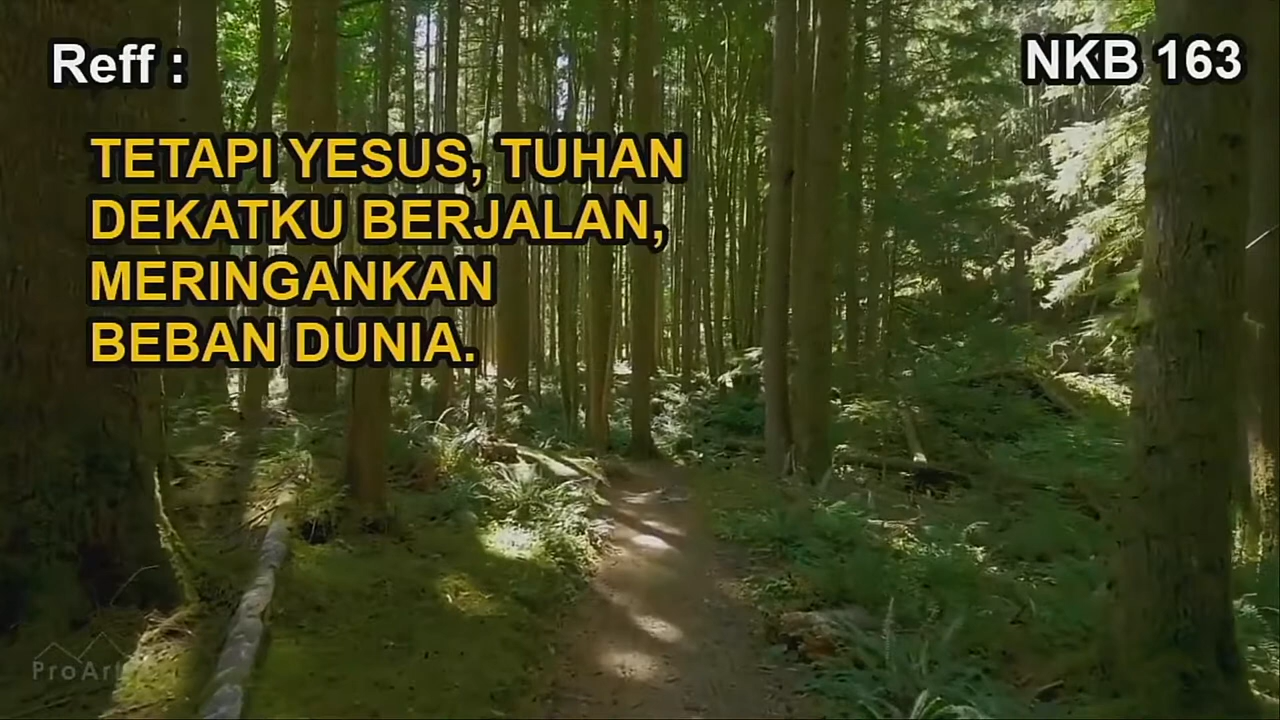 Reff :
NKB 163
TETAPI YESUS, TUHAN
DEKATKU BERJALAN,
MERINGANKAN
BEBAN DUNIA.